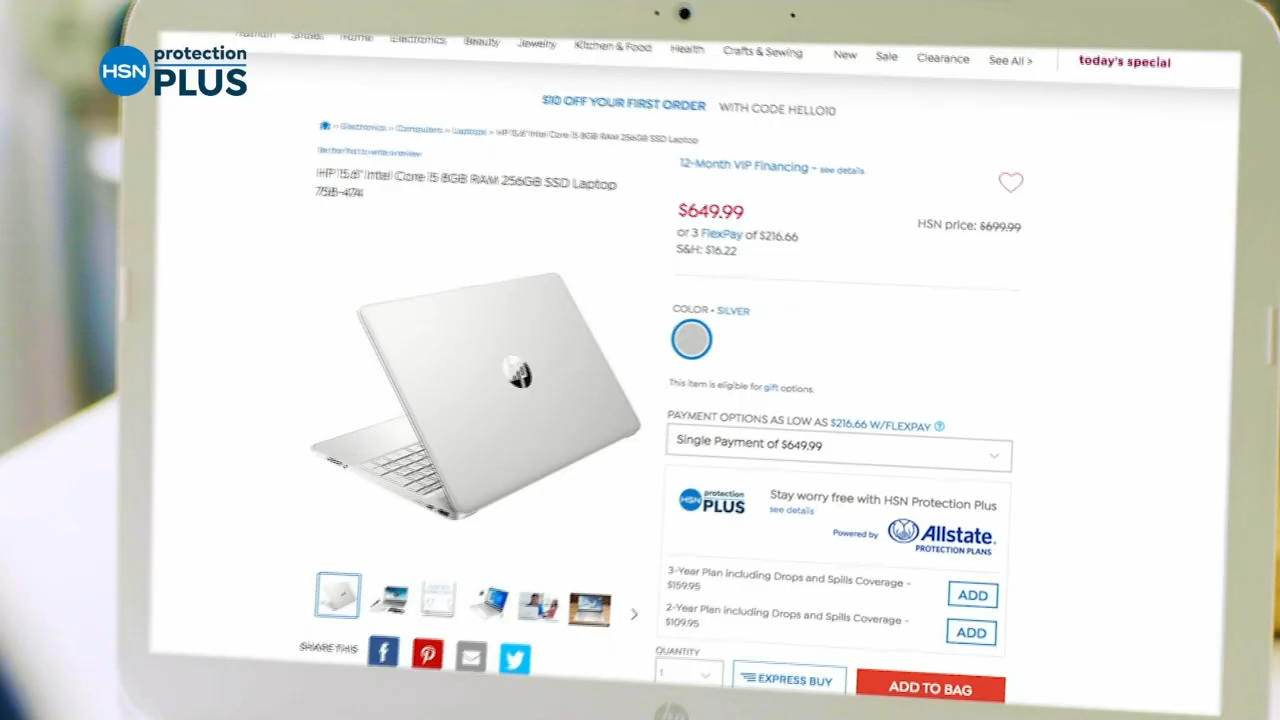 HSN protection PLUS
Fashion Shoes Home Electronics Beauty Jewelry Kitchen & Food Health Crafts & Sewing New Sale Clearance See All > today's special
$10 OFF YOUR FIRST ORDER WITH CODE HELLO10
> Electronics > Computers > Laptops > HP 15.6" Intel Core i5 8GB RAM 256GB SSD Laptop
Be the first to write a review
HP 15.6" Intel Core i5 8GB RAM 256GB SSD Laptop
758-474
12-Month VIP Financing - see details
$649.99
HSN price: $699.99
or 3 FlexPay of $216.66
S&H: $16.22
COLOR - SILVER
This item is eligible for gift options.
PAYMENT OPTIONS AS LOW AS $216.66 W/FLEXPAY ?
Single Payment of $649.99
HSN protection PLUS
Stay worry free with HSN Protection Plus
see details
Powered by Allstate.
PROTECTION PLANS
3-Year Plan including Drops and Spills Coverage -
$159.95
ADD
2-Year Plan including Drops and Spills Coverage -
$109.95
ADD
SHARE THIS
QUANTITY
1
EXPRESS BUY
ADD TO BAG
hp